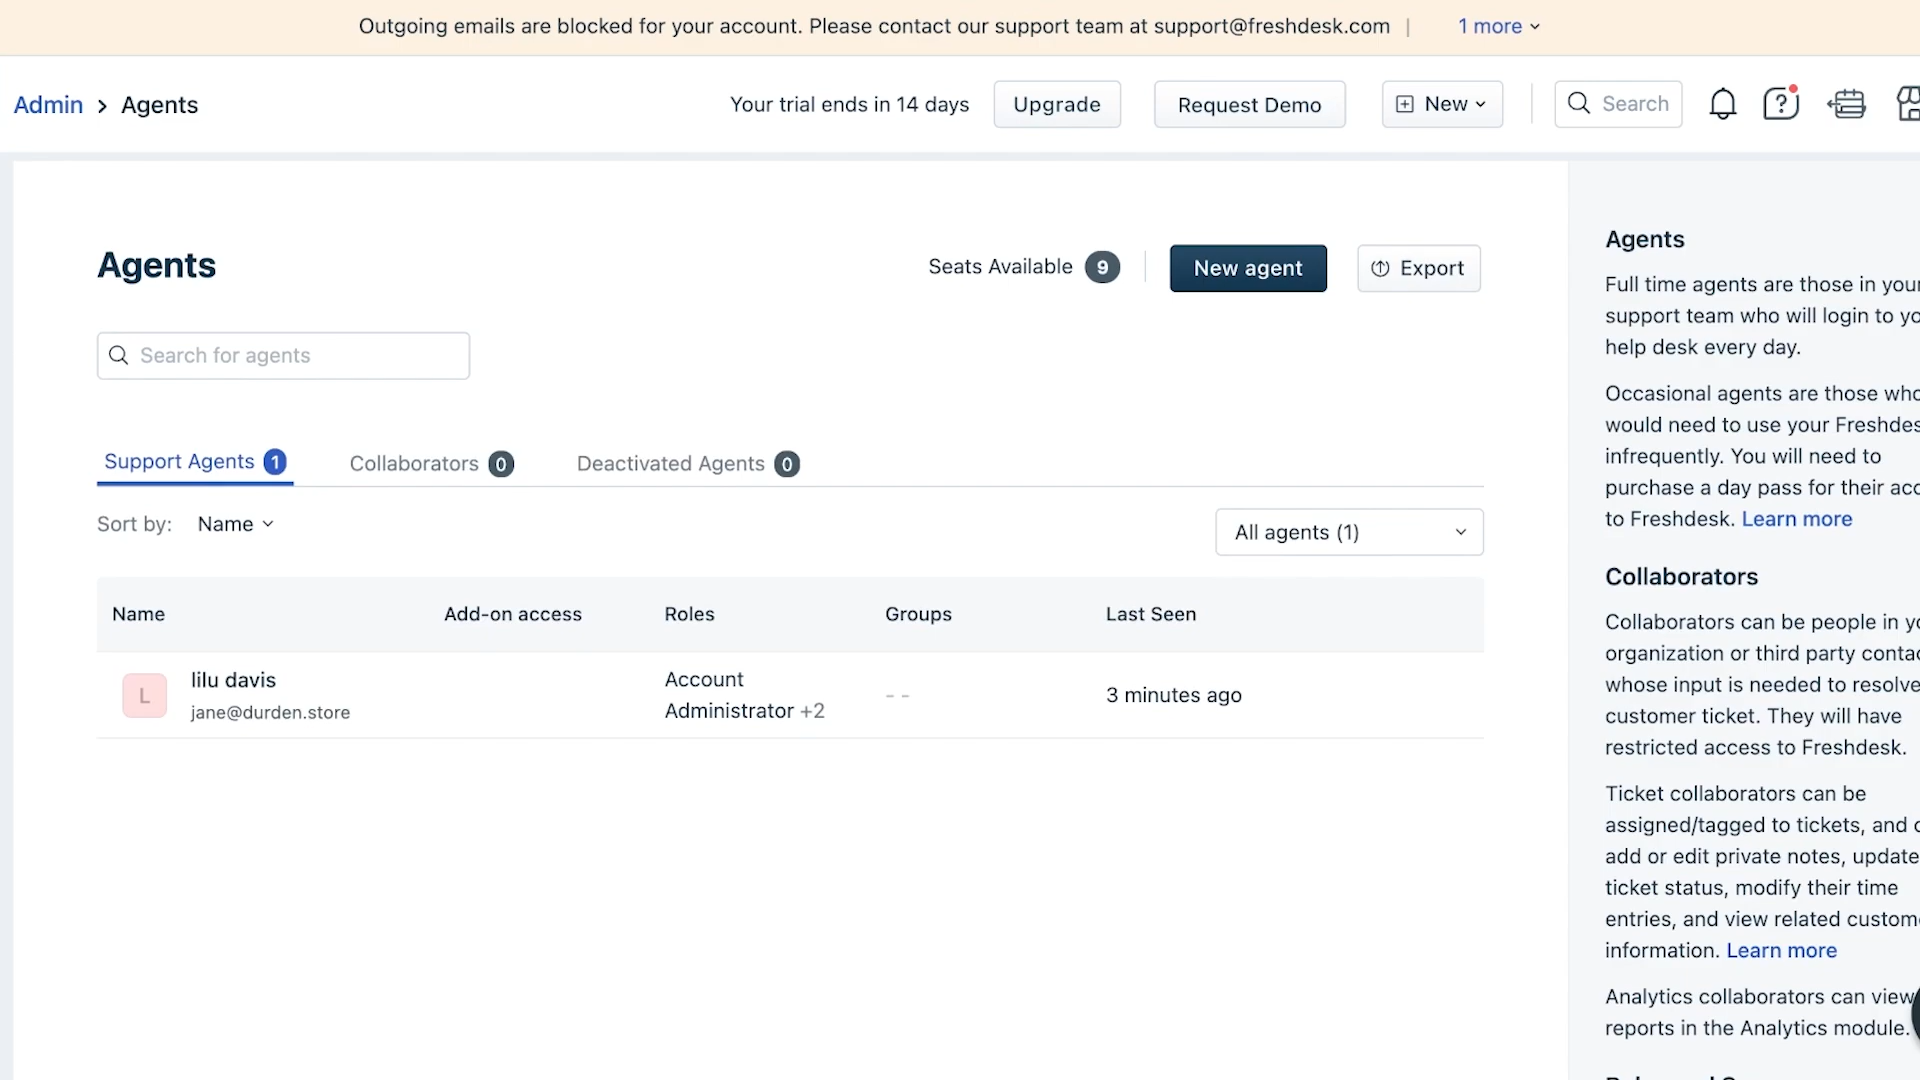 Outgoing emails are blocked for your account. Please contact our support team at support@freshdesk.com | 1 more
Admin > Agents
Your trial ends in 14 days
Upgrade
Request Demo
New
Search
Agents
Seats Available 9
New agent
Export
Search for agents
Support Agents 1
Collaborators 0
Deactivated Agents 0
Sort by: Name
All agents (1)
Name Add-on access Roles Groups Last Seen
L
lilu davis
jane@durden.store
Account
Administrator +2
- -
3 minutes ago
Agents
Full time agents are those in your
support team who will login to yo
help desk every day.
Occasional agents are those who
would need to use your Freshdes
infrequently. You will need to
purchase a day pass for their acc
to Freshdesk. Learn more
Collaborators
Collaborators can be people in yo
organization or third party contac
whose input is needed to resolve
customer ticket. They will have
restricted access to Freshdesk.
Ticket collaborators can be
assigned/tagged to tickets, and c
add or edit private notes, update
ticket status, modify their time
entries, and view related custome
information. Learn more
Analytics collaborators can view
reports in the Analytics module.